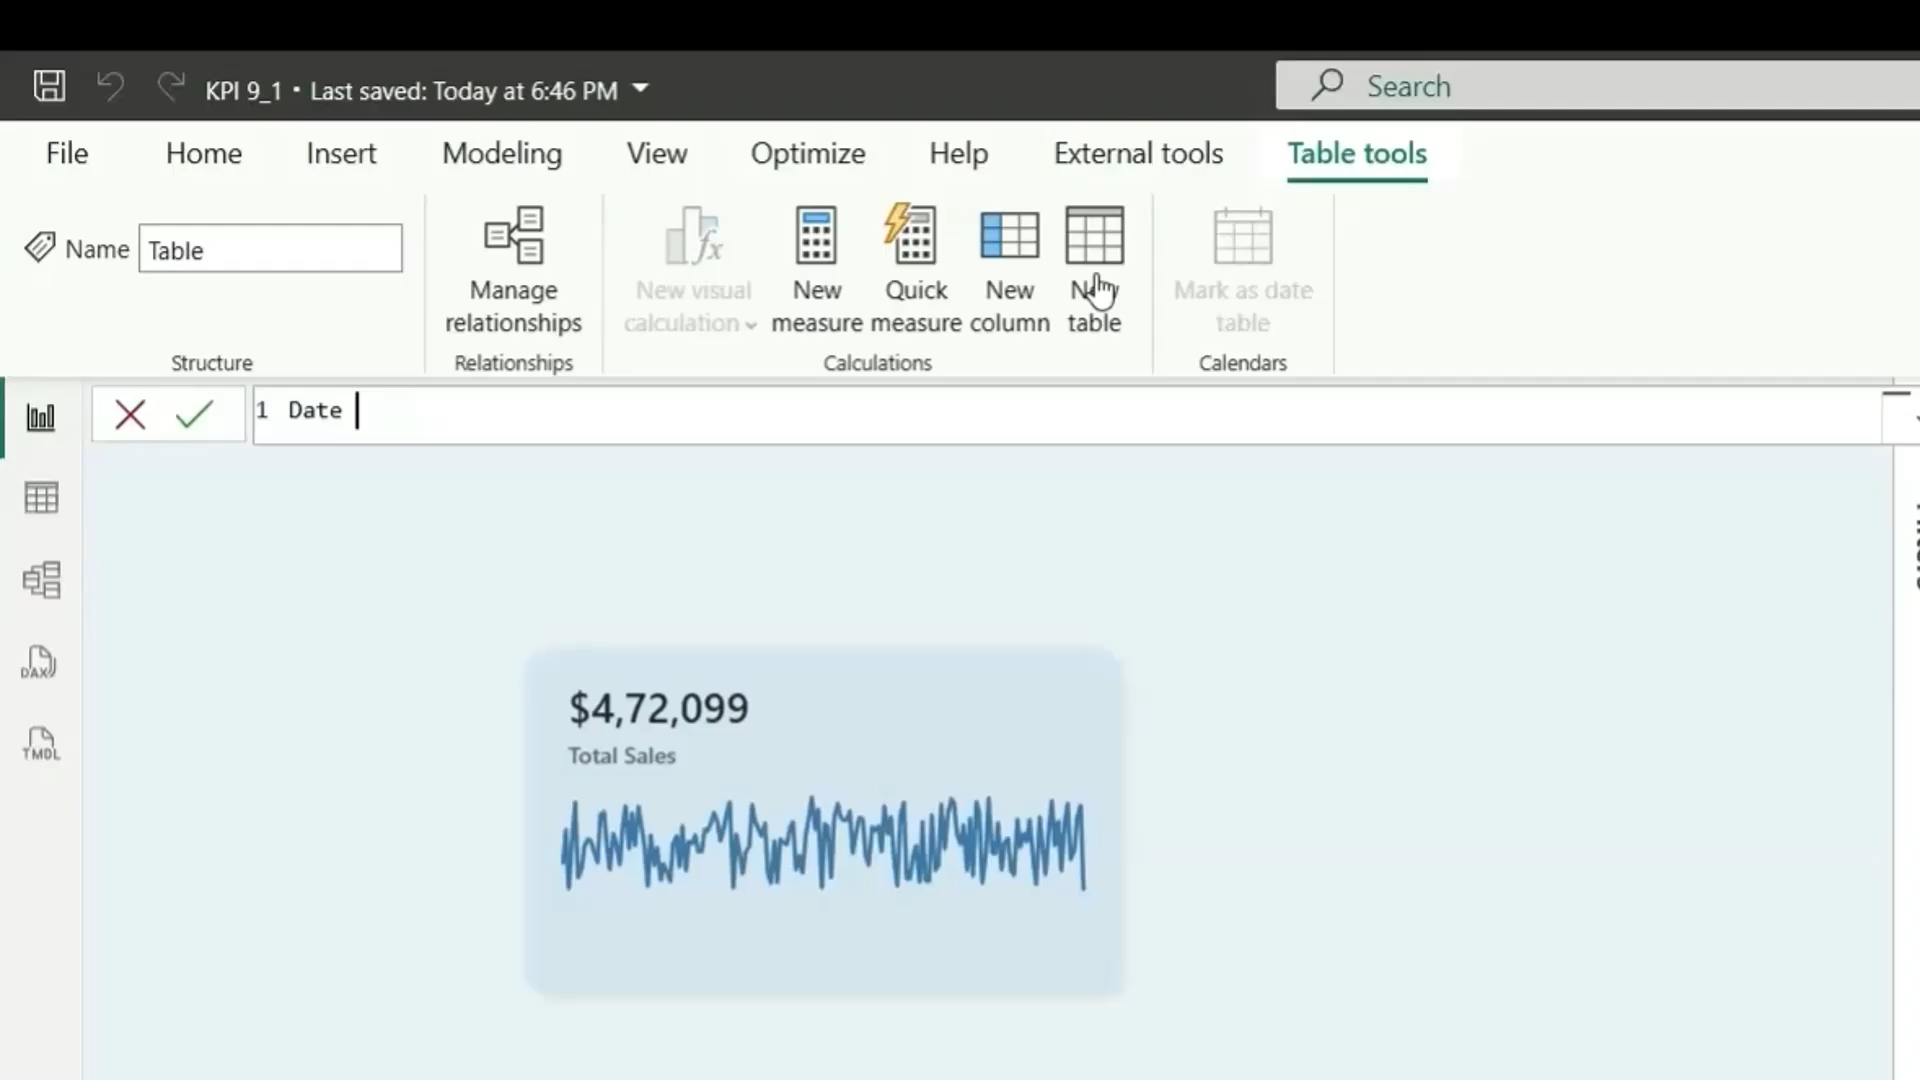 KPI 9_1 • Last saved: Today at 6:46 PM
Search
File Home Insert Modeling View Optimize Help External tools Table tools
Name Table
Structure
Manage relationships
Relationships
New visual calculation
New measure
Quick measure
New column
table
Calculations
Mark as date table
Calendars
1 Date
DAX
TMDL
$4,72,099
Total Sales